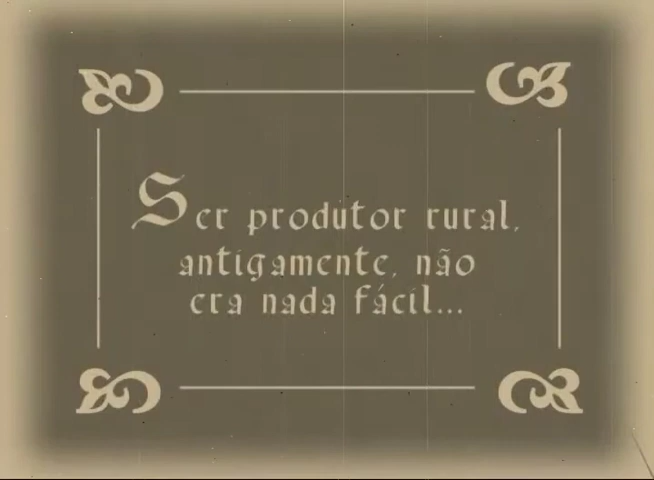 Ser produtor rural,
antigamente, não
era nada fácil...